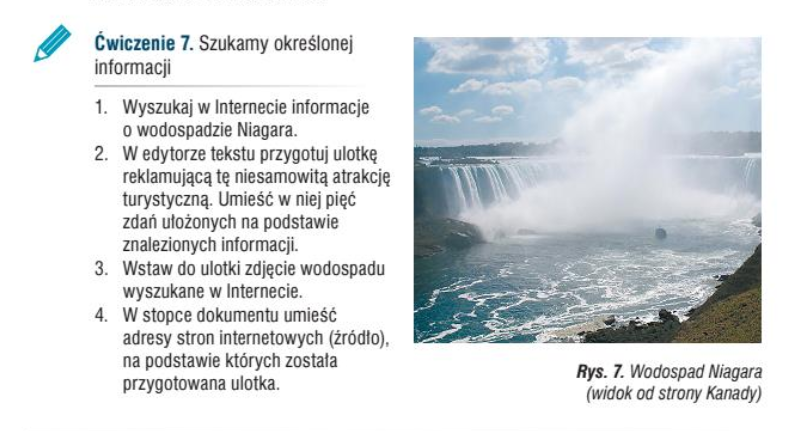 Ćwiczenie 7. Szukamy określonej
informacji
1. Wyszukaj w Internecie informacje
o wodospadzie Niagara.
2. W edytorze tekstu przygotuj ulotkę
reklamującą tę niesamowitą atrakcję
turystyczną. Umieść w niej pięć
zdań ułożonych na podstawie
znalezionych informacji.
3. Wstaw do ulotki zdjęcie wodospadu
wyszukane w Internecie.
4. W stopce dokumentu umieść
adresy stron internetowych (źródło),
na podstawie których została
przygotowana ulotka.
Rys. 7. Wodospad Niagara
(widok od strony Kanady)